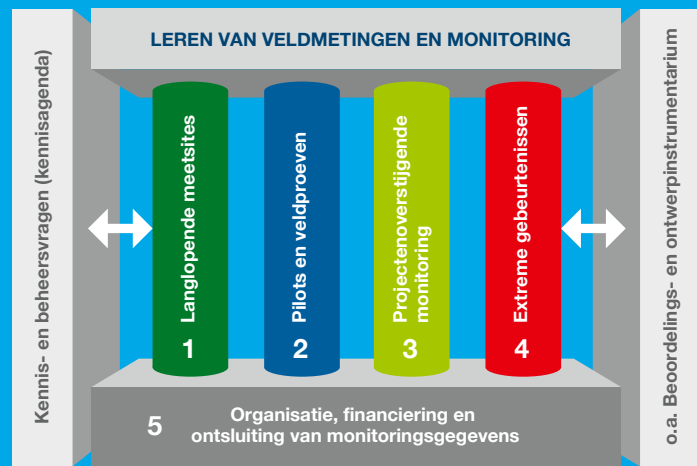 LEREN VAN VELDMETINGEN EN MONITORING
Kennis- en beheersvragen (kennisagenda)
Langlopende meetsites
1
Pilots en veldproeven
2
Projectenoverstijgende
monitoring
3
Extreme gebeurtenissen
4
o.a. Beoordelings- en ontwerpinstrumentarium
5
Organisatie, financiering en
ontsluiting van monitoringsgegevens